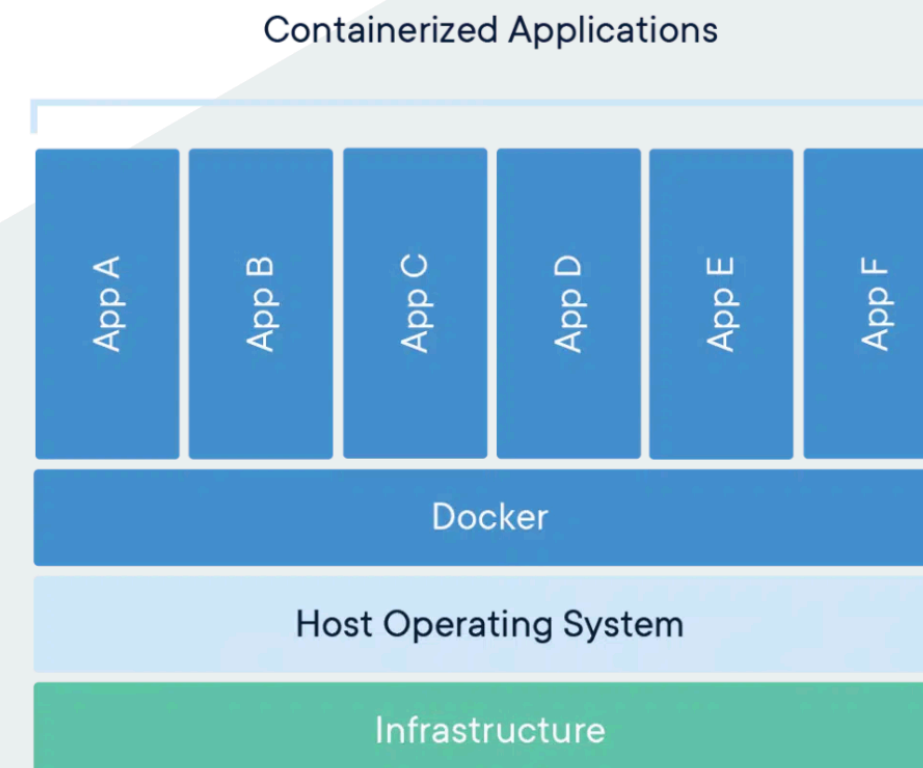 Containerized Applications
App A
App B
App C
App D
App E
App F
Docker
Host Operating System
Infrastructure